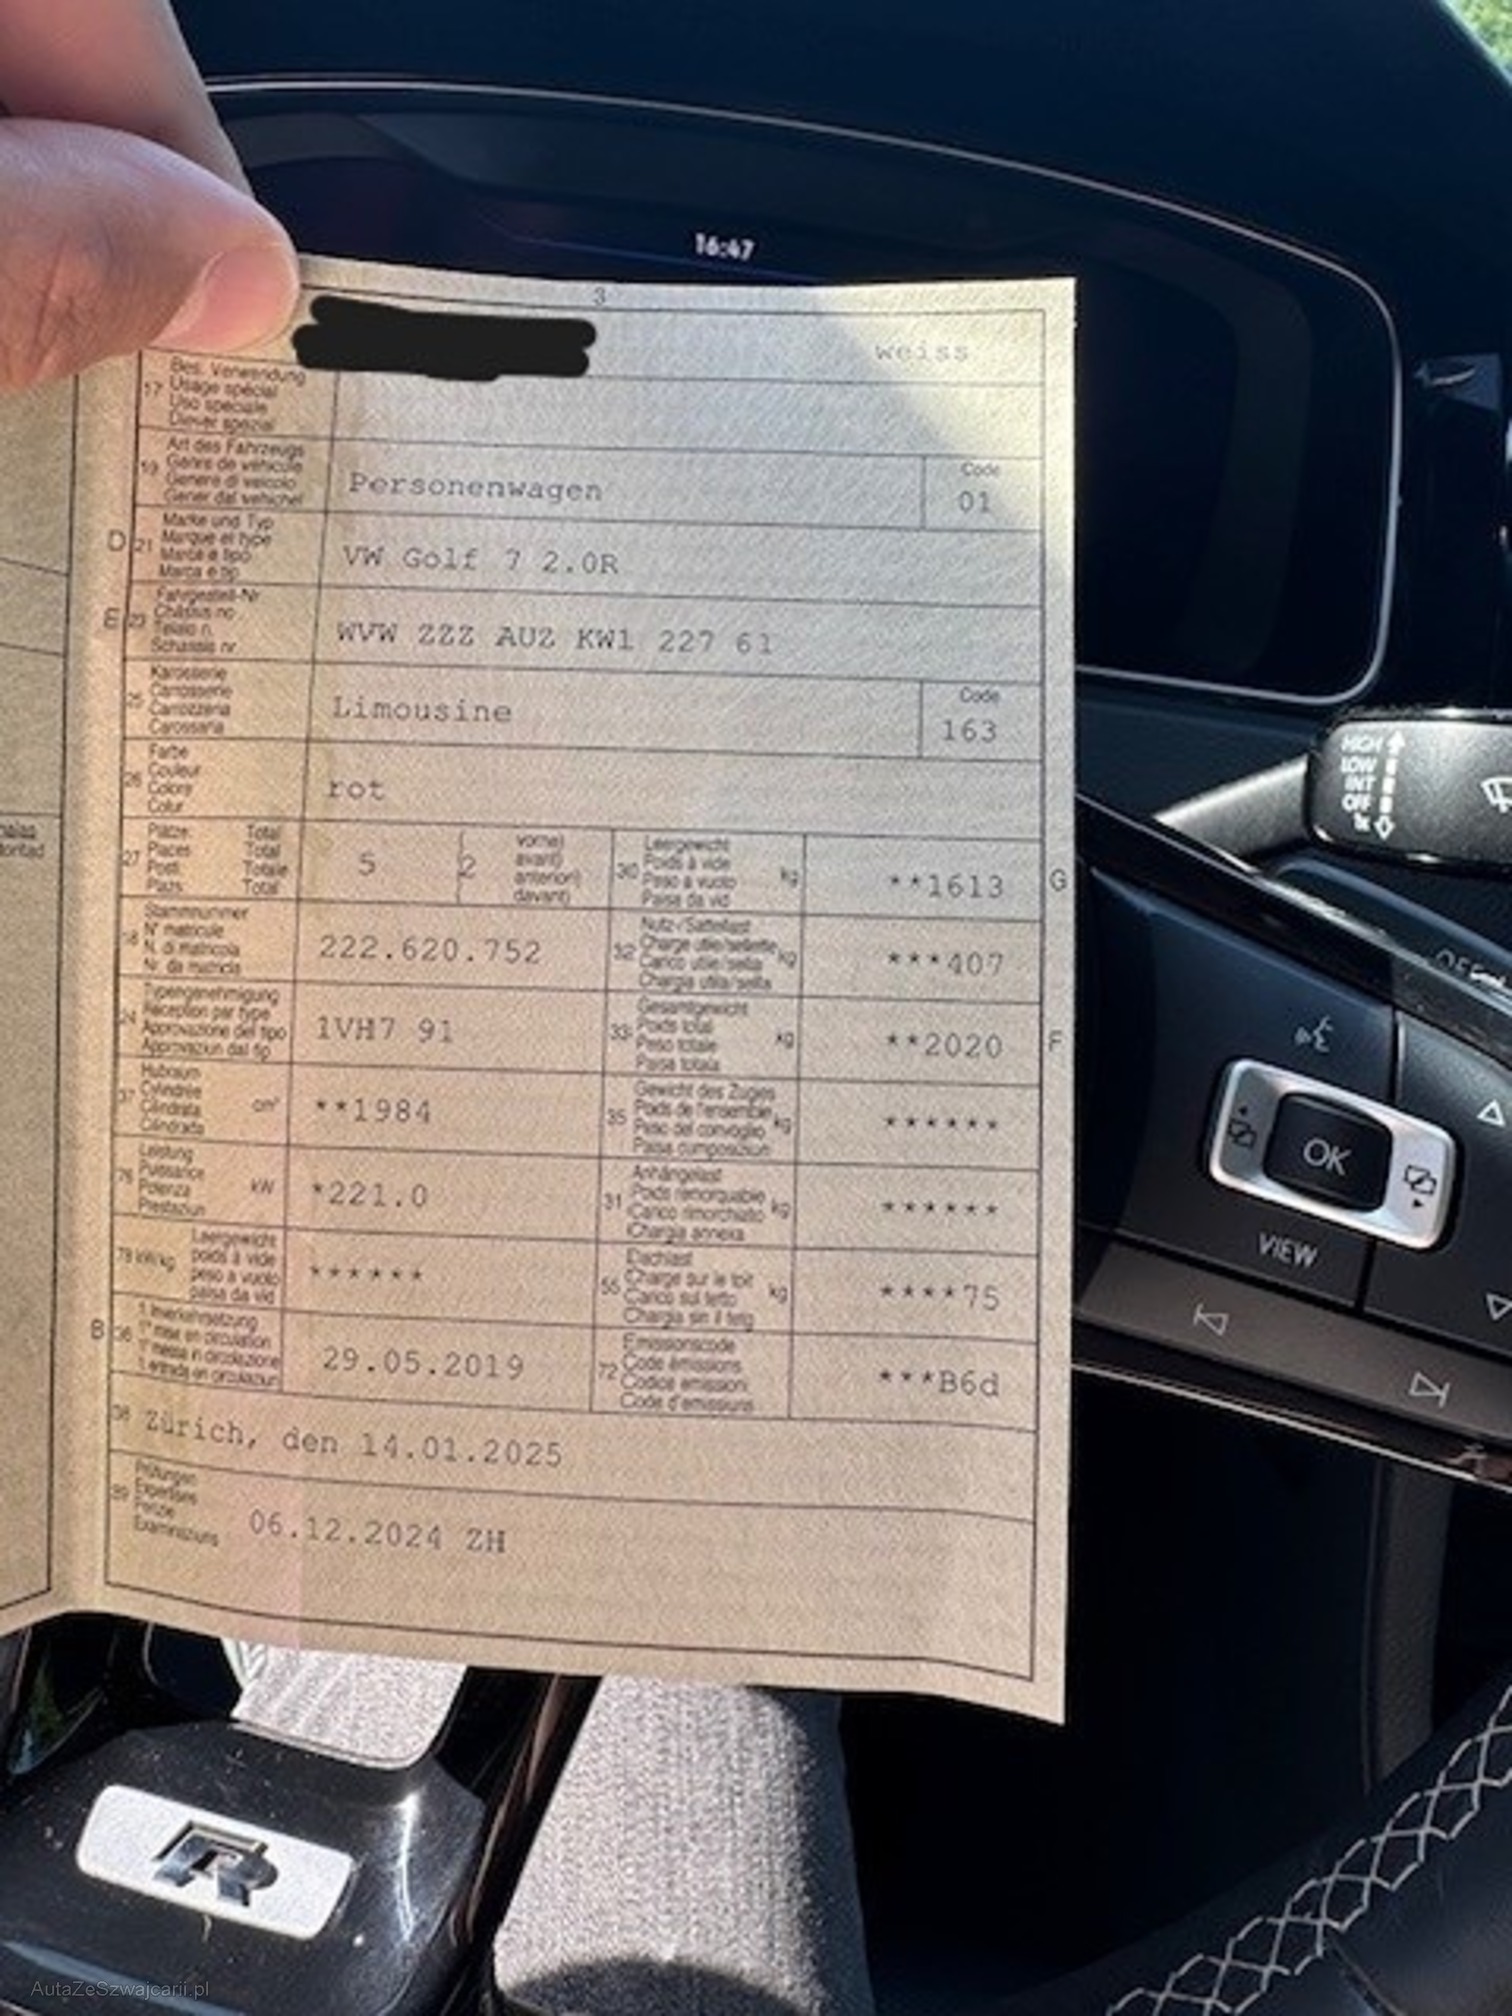 16:47
3
weiss
17 Bes. Verwendung
Usage spécial
Uso speciale
Diever spezial
19 Art des Fahrzeugs
Genre de véhicule
Genere di veicolo
Gener dal vehichel
Personenwagen
Code
01
D 21 Marke und Typ
Marque et type
Marca e tipo
Marca e tip
VW Golf 7 2.0R
E 23 Fahrgestell-Nr
Châssis no
Telaio n.
Schassis nr
WVW ZZZ AUZ KW1 227 61
25 Karosserie
Carrosserie
Carrozzeria
Carossaria
Limousine
Code
163
26 Farbe
Couleur
Colore
Colur
rot
27 Plätze: Total
Places: Total
Posti: Totale
Plazs: Total
5 (2 vorne)
avant)
anteriori)
davant)
30 Leergewicht
Poids à vide
Peso a vuoto
Paisa da vid
kg
**1613
G
18 Stammnummer
N° matricule
N. di matricola
Nr. da matricla
222.620.752
32 Nutz-/Sattellast
Charge utile/sellette
Carico utile/sella
Chargia utila/sella
kg
***407
24 Typengenehmigung
Réception par type
Approvazione del tipo
Approvaziun dal tip
1VH7 91
33 Gesamtgewicht
Poids total
Peso totale
Paisa totala
kg
**2020
F
37 Hubraum
Cylindrée
Cilindrata
Cilindrada
cm³
**1984
35 Gewicht des Zuges
Poids de l'ensemble
Peso del convoglio
Paisa cumposiziun
kg
******
76 Leistung
Puissance
Potenza
Prestaziun
kW
*221.0
31 Anhängelast
Poids remorquable
Carico rimorchiato
Chargia annexa
kg
******
78 kW/kg Leergewicht
poids à vide
peso a vuoto
paisa da vid
******
55 Dachlast
Charge sur le toit
Carico sul tetto
Chargia sin il tetg
kg
****75
B 36 1. Inverkehrsetzung
1re mise en circulation
1a messa in circolazione
1. entrada en circulaziun
29.05.2019
72 Emissionscode
Code émissions
Codice emissioni
Code d'emissiuns
***B6d
38 Zürich, den 14.01.2025
39 Prüfungen
Expertises
Perizie
Examinaziuns
06.12.2024 ZH
HIGH
LOW
INT
OFF
1x
OK
VIEW
R
AutaZeSzwajcarii.pl